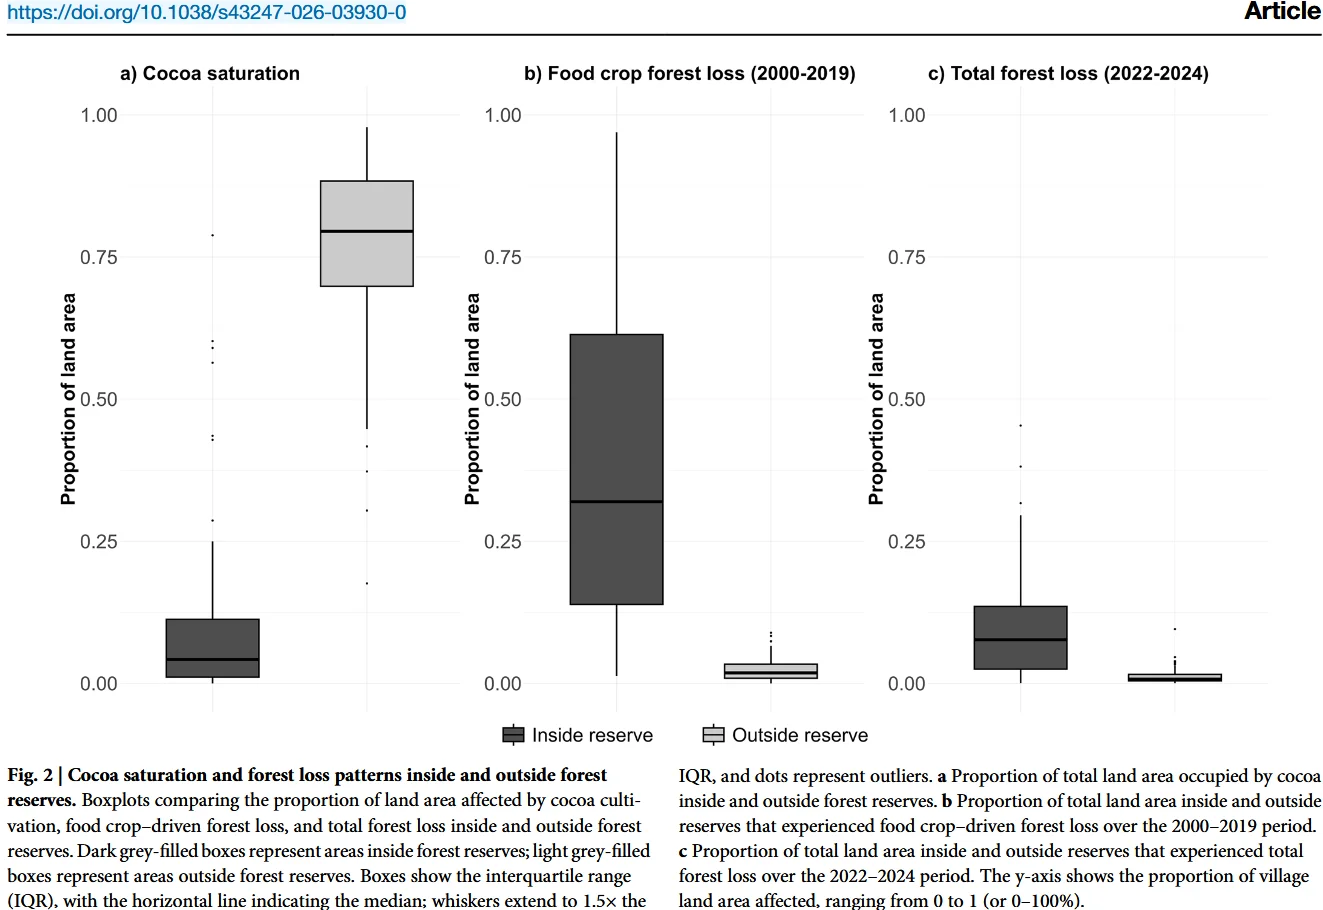 https://doi.org/10.1038/s43247-026-03930-0
Article
a) Cocoa saturation
Proportion of land area
1.00
0.75
0.50
0.25
0.00
b) Food crop forest loss (2000-2019)
Proportion of land area
1.00
0.75
0.50
0.25
0.00
c) Total forest loss (2022-2024)
Proportion of land area
1.00
0.75
0.50
0.25
0.00
Inside reserve
Outside reserve
Fig. 2 | Cocoa saturation and forest loss patterns inside and outside forest
reserves. Boxplots comparing the proportion of land area affected by cocoa culti-
vation, food crop–driven forest loss, and total forest loss inside and outside forest
reserves. Dark grey-filled boxes represent areas inside forest reserves; light grey-filled
boxes represent areas outside forest reserves. Boxes show the interquartile range
(IQR), with the horizontal line indicating the median; whiskers extend to 1.5× the
IQR, and dots represent outliers. a Proportion of total land area occupied by cocoa
inside and outside forest reserves. b Proportion of total land area inside and outside
reserves that experienced food crop–driven forest loss over the 2000–2019 period.
c Proportion of total land area inside and outside reserves that experienced total
forest loss over the 2022–2024 period. The y-axis shows the proportion of village
land area affected, ranging from 0 to 1 (or 0–100%).